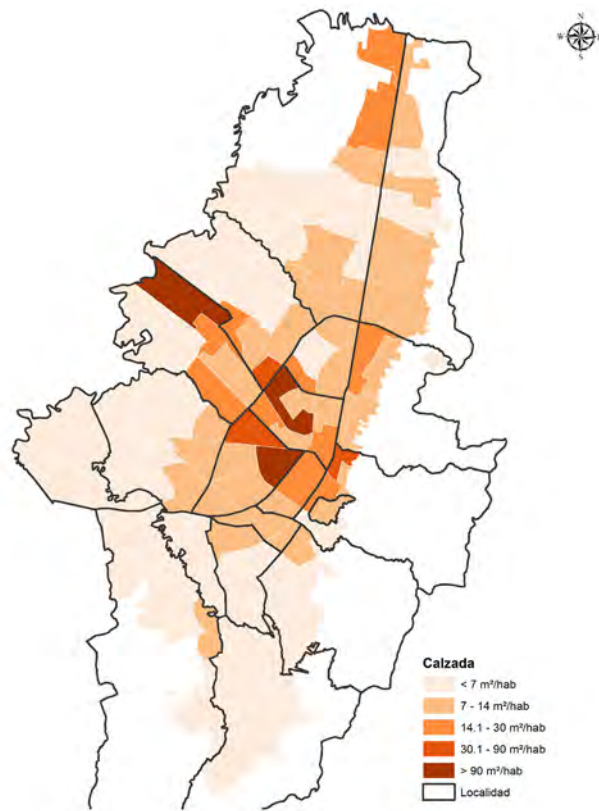 N
W
E
S
Calzada
< 7 m²/hab
7 - 14 m²/hab
14.1 - 30 m²/hab
30.1 - 90 m²/hab
> 90 m²/hab
Localidad